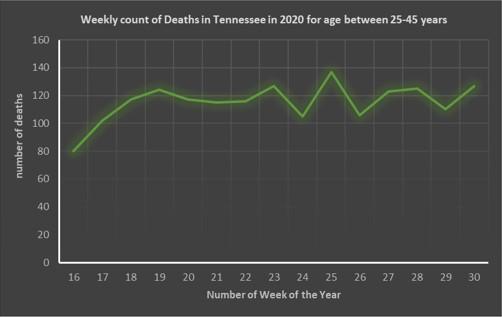 Weekly count of Deaths in Tennessee in 2020 for age between 25-45 years
number of deaths
160
140
120
100
80
60
40
20
0
16 17 18 19 20 21 22 23 24 25 26 27 28 29 30
Number of Week of the Year